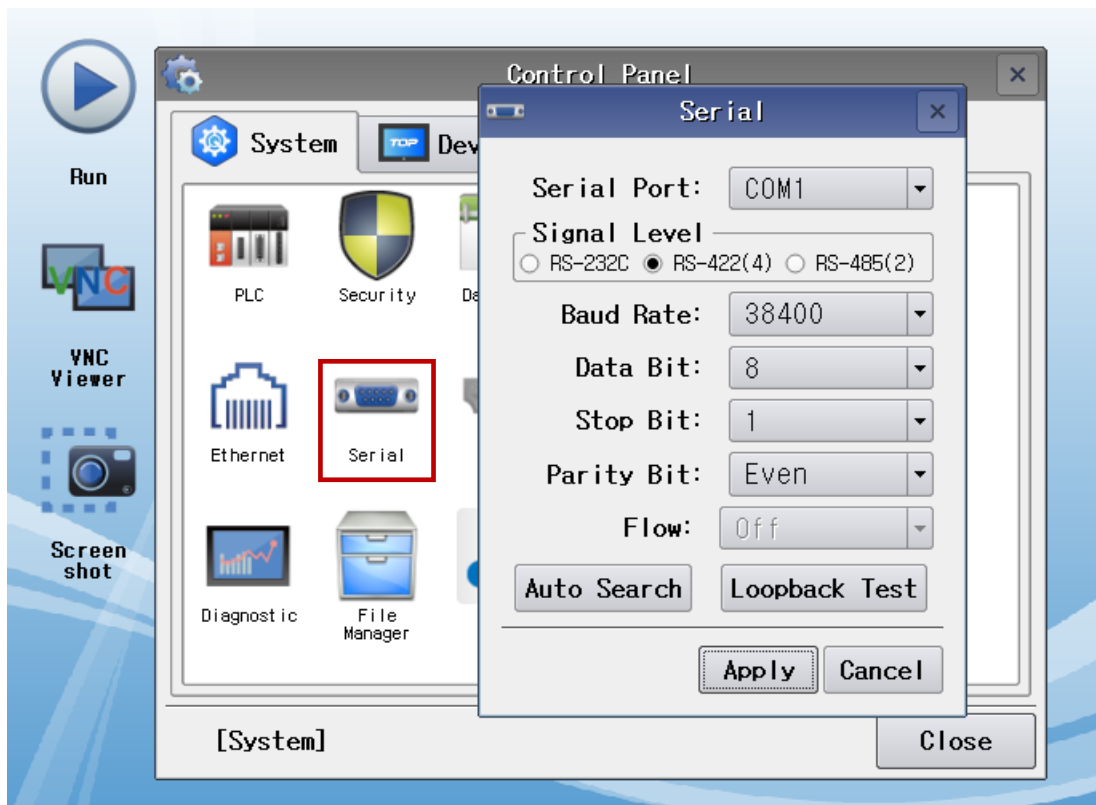 Run
VNC
VNC
Viewer
Screen
shot
Control Panel
System
TOP
PLC
Security
Ethernet
Serial
Diagnostic
File
Manager
[System]
Close
Serial
Serial Port: COM1
Signal Level
RS-232C RS-422(4) RS-485(2)
Baud Rate: 38400
Data Bit: 8
Stop Bit: 1
Parity Bit: Even
Flow: Off
Auto Search Loopback Test
Apply Cancel